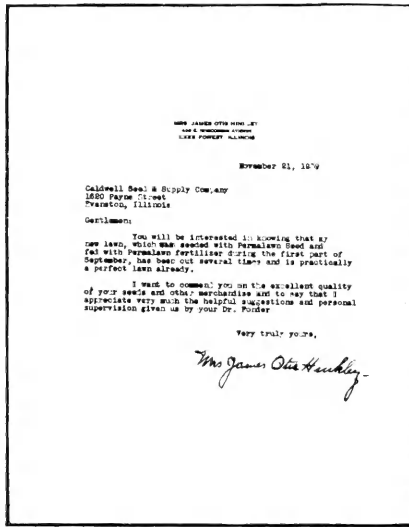 MRS JAMES OTIS HINKLEY
WISCONSIN AVENUE
LAKE FOREST ILLINOIS
November 21, 1939
Caldwell Seed & Supply Company
1820 Payne Street
Evanston, Illinois
Gentlemen:
You will be interested in knowing that my
new lawn, which was seeded with Permalawn Seed and
fed with Permalawn fertilizer during the first part of
September, has been cut several times and is practically
a perfect lawn already.
I want to commend you on the excellent quality
of your seeds and other merchandise and to say that I
appreciate very much the helpful suggestions and personal
supervision given us by your Dr. Ponder
Very truly yours,
Mrs James Otis Hinkley-